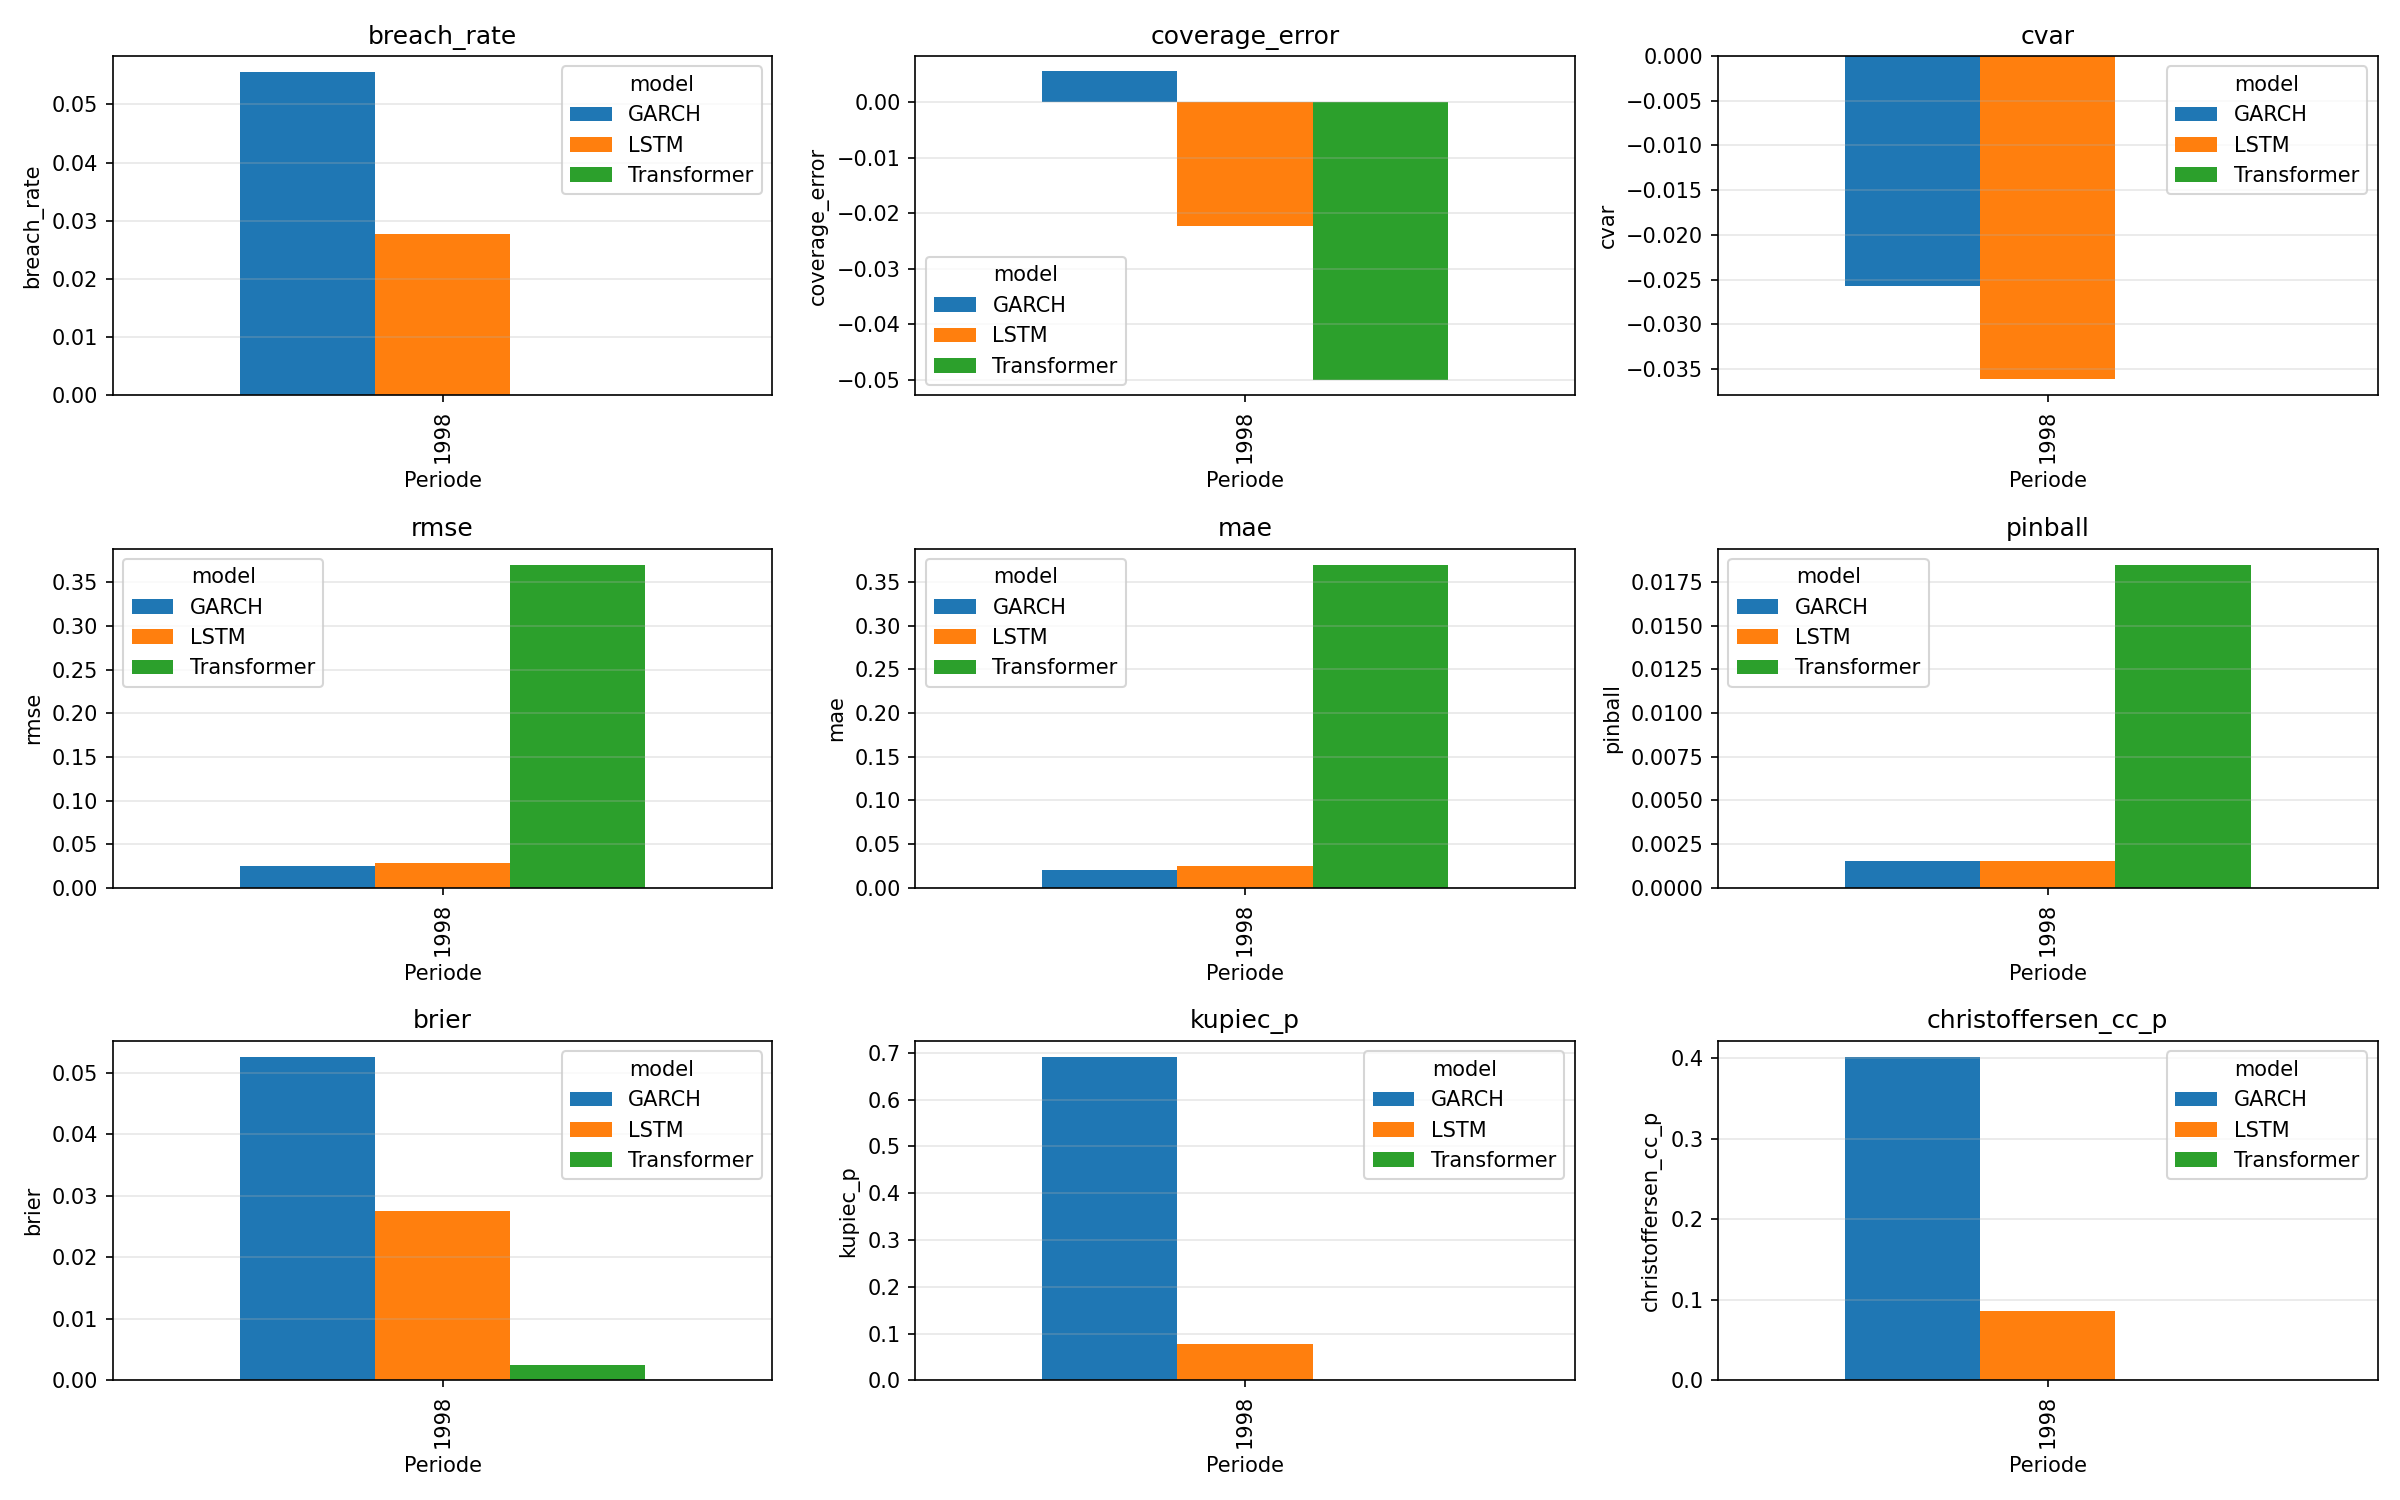 breach_rate
breach_rate
0.05
0.04
0.03
0.02
0.01
0.00
model
GARCH
LSTM
Transformer
1998
Periode
coverage_error
coverage_error
0.00
−0.01
−0.02
−0.03
−0.04
−0.05
model
GARCH
LSTM
Transformer
1998
Periode
cvar
cvar
0.000
−0.005
−0.010
−0.015
−0.020
−0.025
−0.030
−0.035
model
GARCH
LSTM
Transformer
1998
Periode
rmse
rmse
0.35
0.30
0.25
0.20
0.15
0.10
0.05
0.00
model
GARCH
LSTM
Transformer
1998
Periode
mae
mae
0.35
0.30
0.25
0.20
0.15
0.10
0.05
0.00
model
GARCH
LSTM
Transformer
1998
Periode
pinball
pinball
0.0175
0.0150
0.0125
0.0100
0.0075
0.0050
0.0025
0.0000
model
GARCH
LSTM
Transformer
1998
Periode
brier
brier
0.05
0.04
0.03
0.02
0.01
0.00
model
GARCH
LSTM
Transformer
1998
Periode
kupiec_p
kupiec_p
0.7
0.6
0.5
0.4
0.3
0.2
0.1
0.0
model
GARCH
LSTM
Transformer
1998
Periode
christoffersen_cc_p
christoffersen_cc_p
0.4
0.3
0.2
0.1
0.0
model
GARCH
LSTM
Transformer
1998
Periode